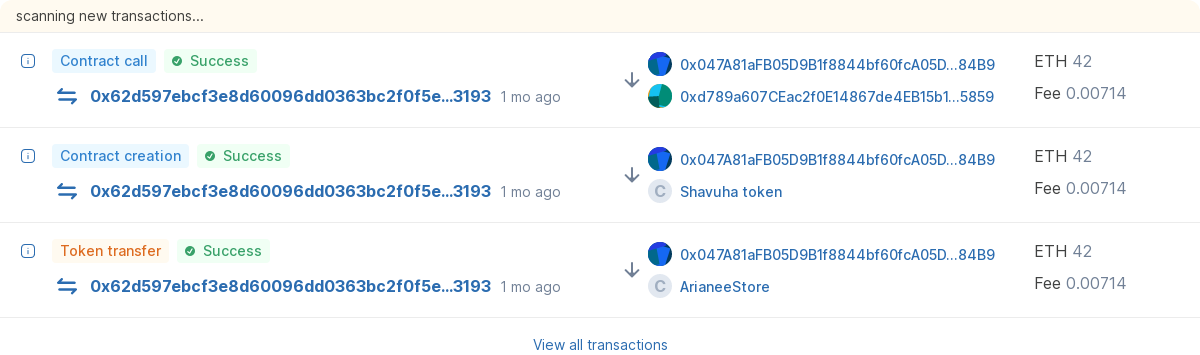 scanning new transactions...
Contract call Success
0x62d597ebcf3e8d60096dd0363bc2f0f5e...3193 1 mo ago
0x047A81aFB05D9B1f8844bf60fcA05D...84B9
0xd789a607CEac2f0E14867de4EB15b1...5859
ETH 42
Fee 0.00714
Contract creation Success
0x62d597ebcf3e8d60096dd0363bc2f0f5e...3193 1 mo ago
0x047A81aFB05D9B1f8844bf60fcA05D...84B9
C Shavuha token
ETH 42
Fee 0.00714
Token transfer Success
0x62d597ebcf3e8d60096dd0363bc2f0f5e...3193 1 mo ago
0x047A81aFB05D9B1f8844bf60fcA05D...84B9
C ArianeeStore
ETH 42
Fee 0.00714
View all transactions